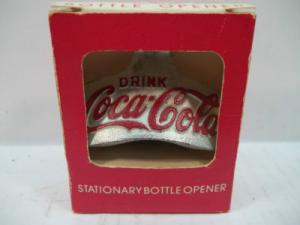 BOTTLE OPENER
DRINK
Coca-Cola
STATIONARY BOTTLE OPENER